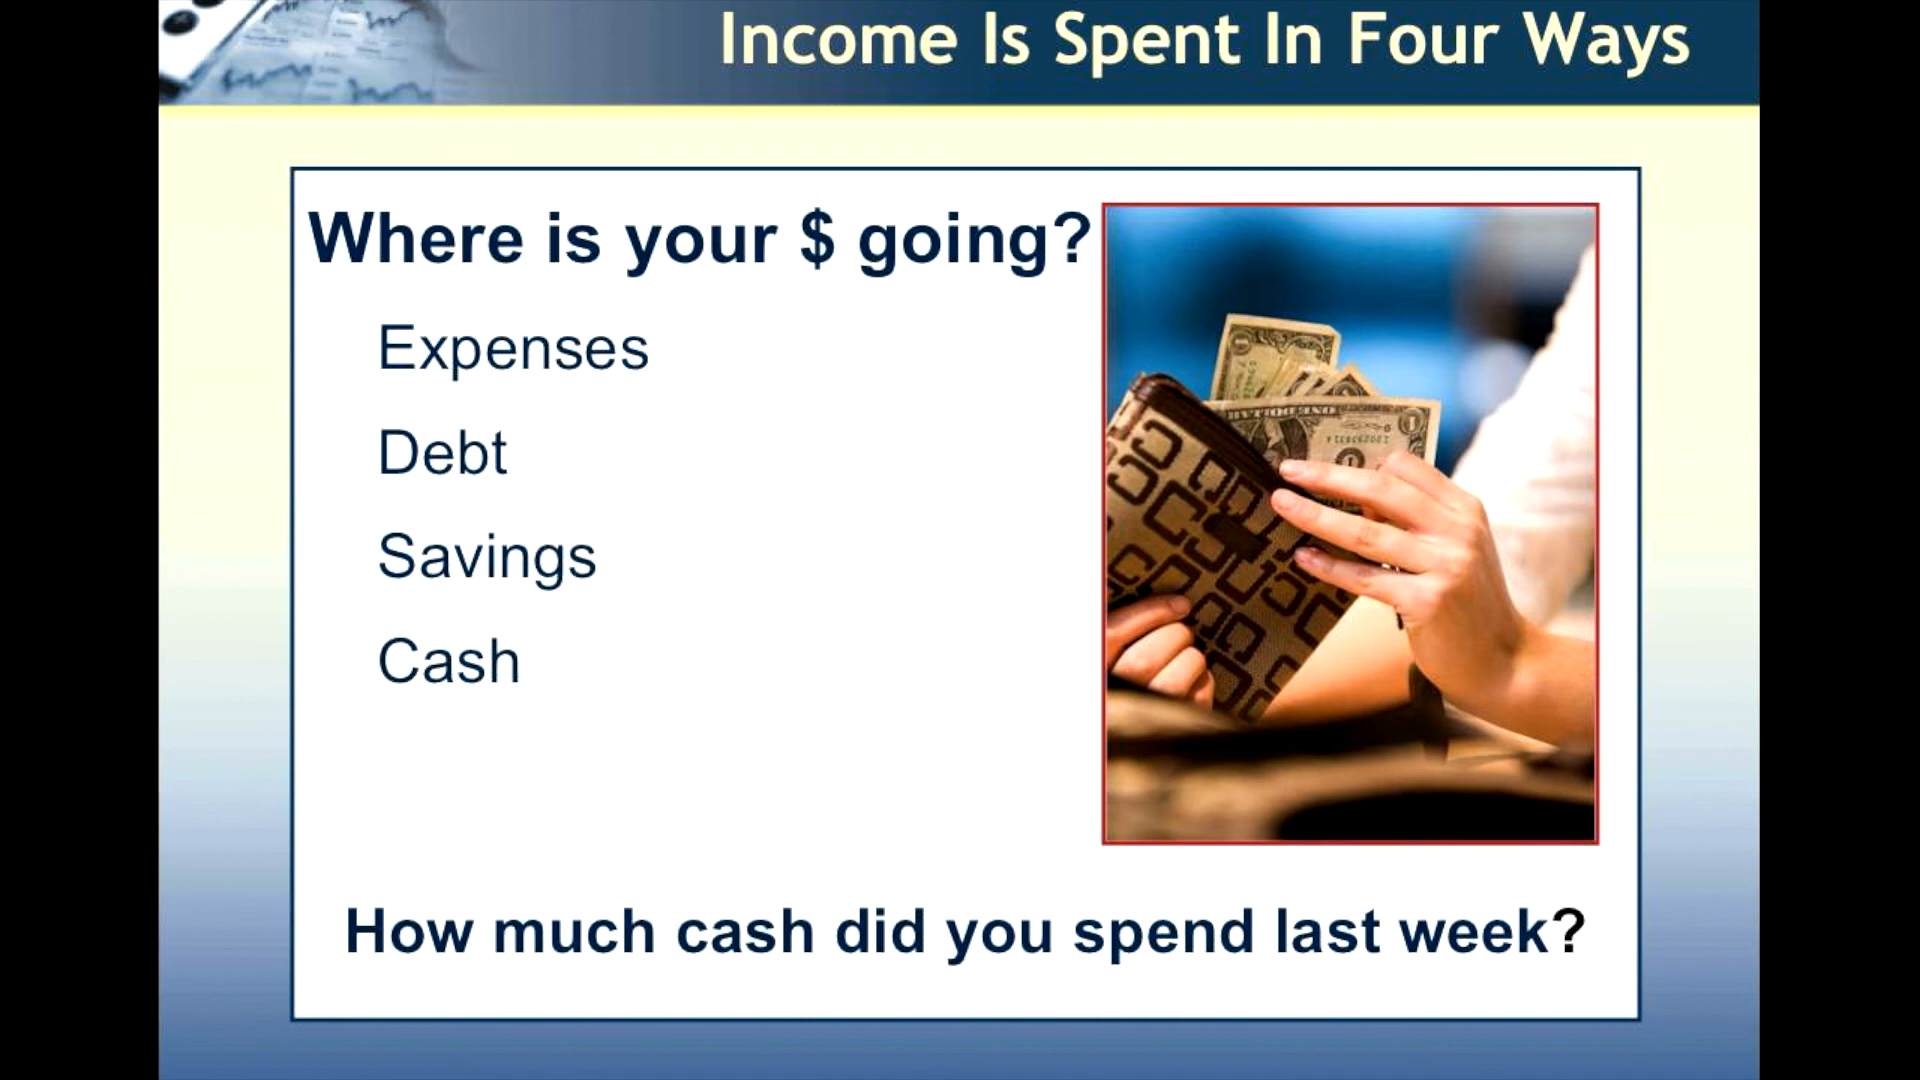 Income Is Spent In Four Ways
Where is your $ going?
Expenses
Debt
Savings
Cash
How much cash did you spend last week?